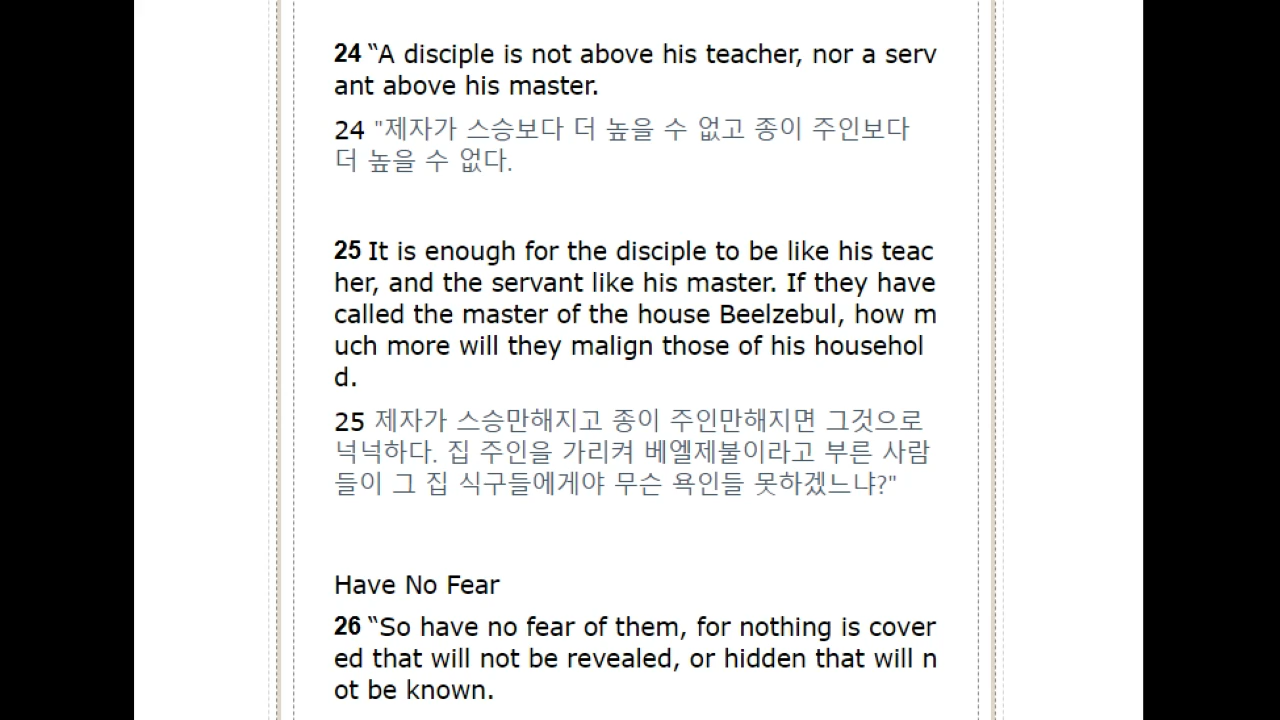 24 “A disciple is not above his teacher, nor a serv
ant above his master.
24 "제자가 스승보다 더 높을 수 없고 종이 주인보다
더 높을 수 없다.
25 It is enough for the disciple to be like his teac
her, and the servant like his master. If they have
called the master of the house Beelzebul, how m
uch more will they malign those of his househol
d.
25 제자가 스승만해지고 종이 주인만해지면 그것으로
넉넉하다. 집 주인을 가리켜 베엘제불이라고 부른 사람
들이 그 집 식구들에게야 무슨 욕인들 못하겠느냐?"
Have No Fear
26 “So have no fear of them, for nothing is cover
ed that will not be revealed, or hidden that will n
ot be known.